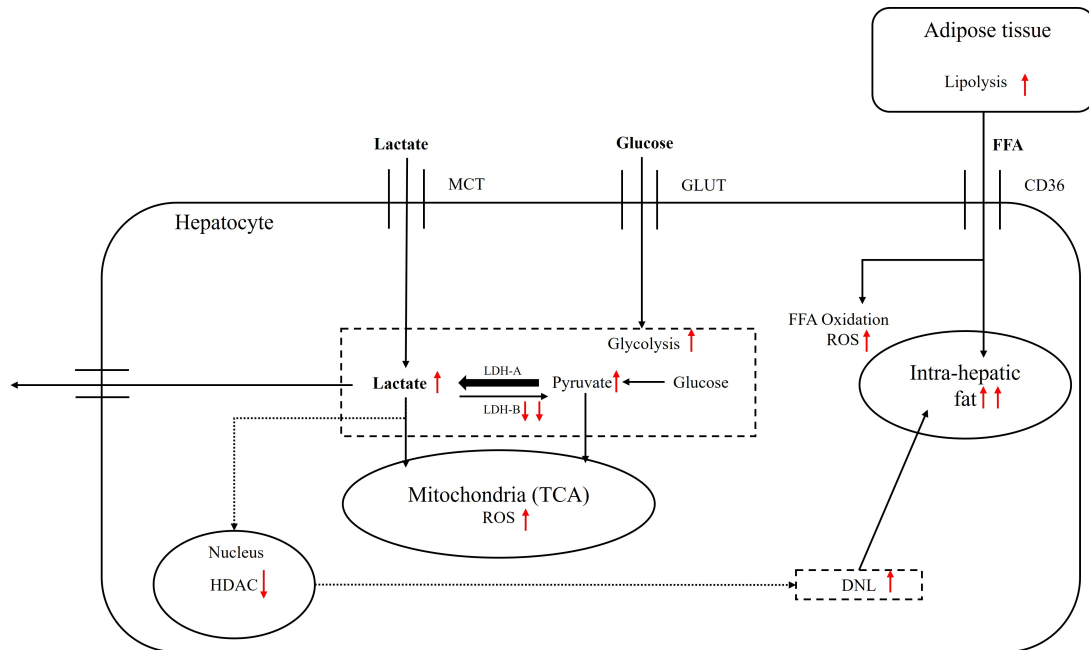 Adipose tissue
Lipolysis
Lactate
Glucose
FFA
MCT
GLUT
CD36
Hepatocyte
FFA Oxidation
ROS
Glycolysis
LDH-A
Lactate
Pyruvate
Glucose
LDH-B
Intra-hepatic
fat
Mitochondria (TCA)
ROS
Nucleus
HDAC
DNL